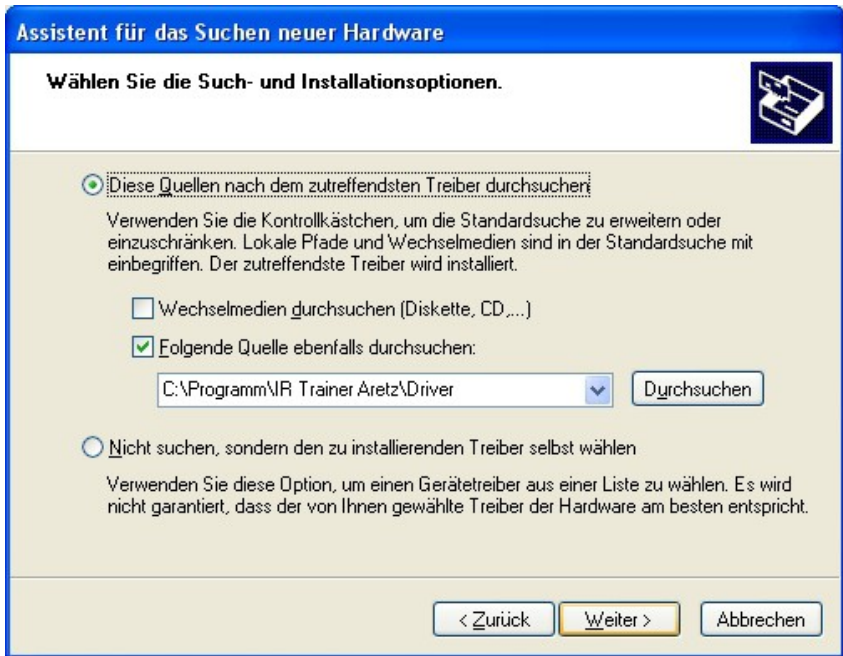 Assistent für das Suchen neuer Hardware
Wählen Sie die Such- und Installationsoptionen.
Diese Quellen nach dem zutreffendsten Treiber durchsuchen
Verwenden Sie die Kontrollkästchen, um die Standardsuche zu erweitern oder
einzuschränken. Lokale Pfade und Wechselmedien sind in der Standardsuche mit
einbegriffen. Der zutreffendste Treiber wird installiert.
Wechselmedien durchsuchen (Diskette, CD,...)
Folgende Quelle ebenfalls durchsuchen:
C:\Programm\IR Trainer Aretz\Driver
Durchsuchen
Nicht suchen, sondern den zu installierenden Treiber selbst wählen
Verwenden Sie diese Option, um einen Gerätetreiber aus einer Liste zu wählen. Es wird
nicht garantiert, dass der von Ihnen gewählte Treiber der Hardware am besten entspricht.
< Zurück Weiter > Abbrechen